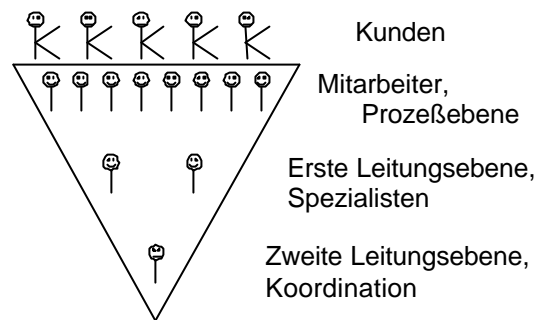 Kunden
Mitarbeiter,
Prozeßebene
Erste Leitungsebene,
Spezialisten
Zweite Leitungsebene,
Koordination